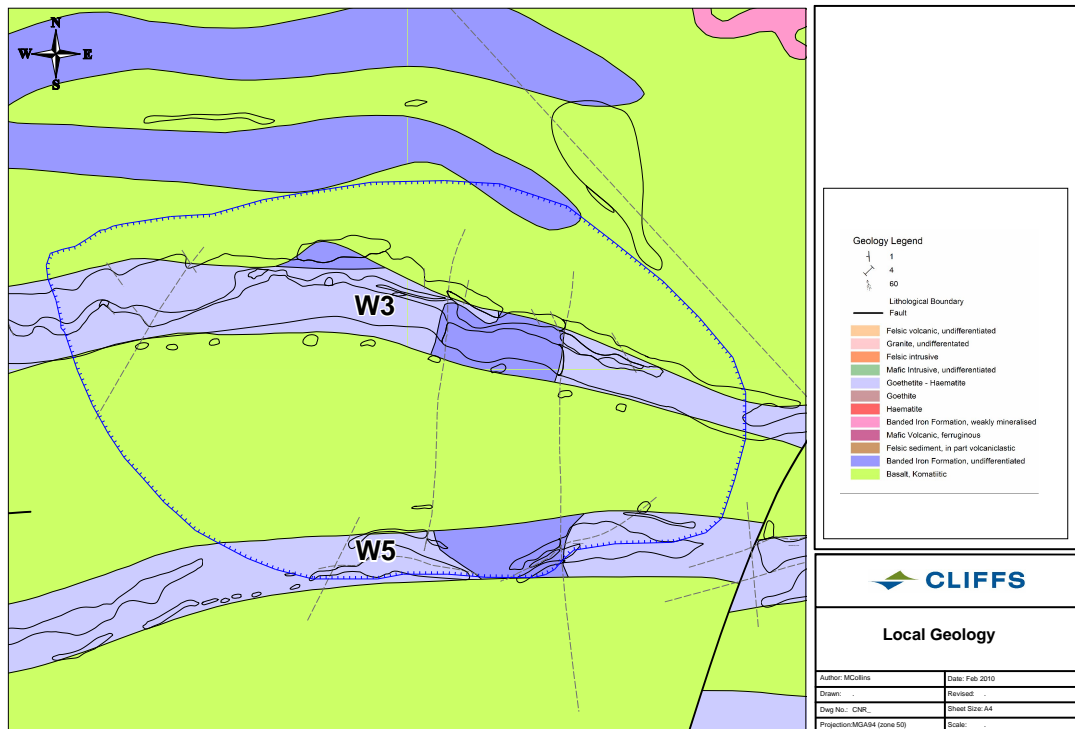 N
W E
S
W3
W5
Geology Legend
1
4
60
Lithological Boundary
Fault
Felsic volcanic, undifferentiated
Granite, undifferentated
Felsic intrusive
Mafic Intrusive, undifferentiated
Goethetite - Haematite
Goethite
Haematite
Banded Iron Formation, weakly mineralised
Mafic Volcanic, ferruginous
Felsic sediment, in part volcaniclastic
Banded Iron Formation, undifferentiated
Basalt, Komatiitic
CLIFFS
Local Geology
Author: MCollins Date: Feb 2010
Drawn: . Revised: .
Dwg No.: CNR_ Sheet Size: A4
Projection:MGA94 (zone 50) Scale: .